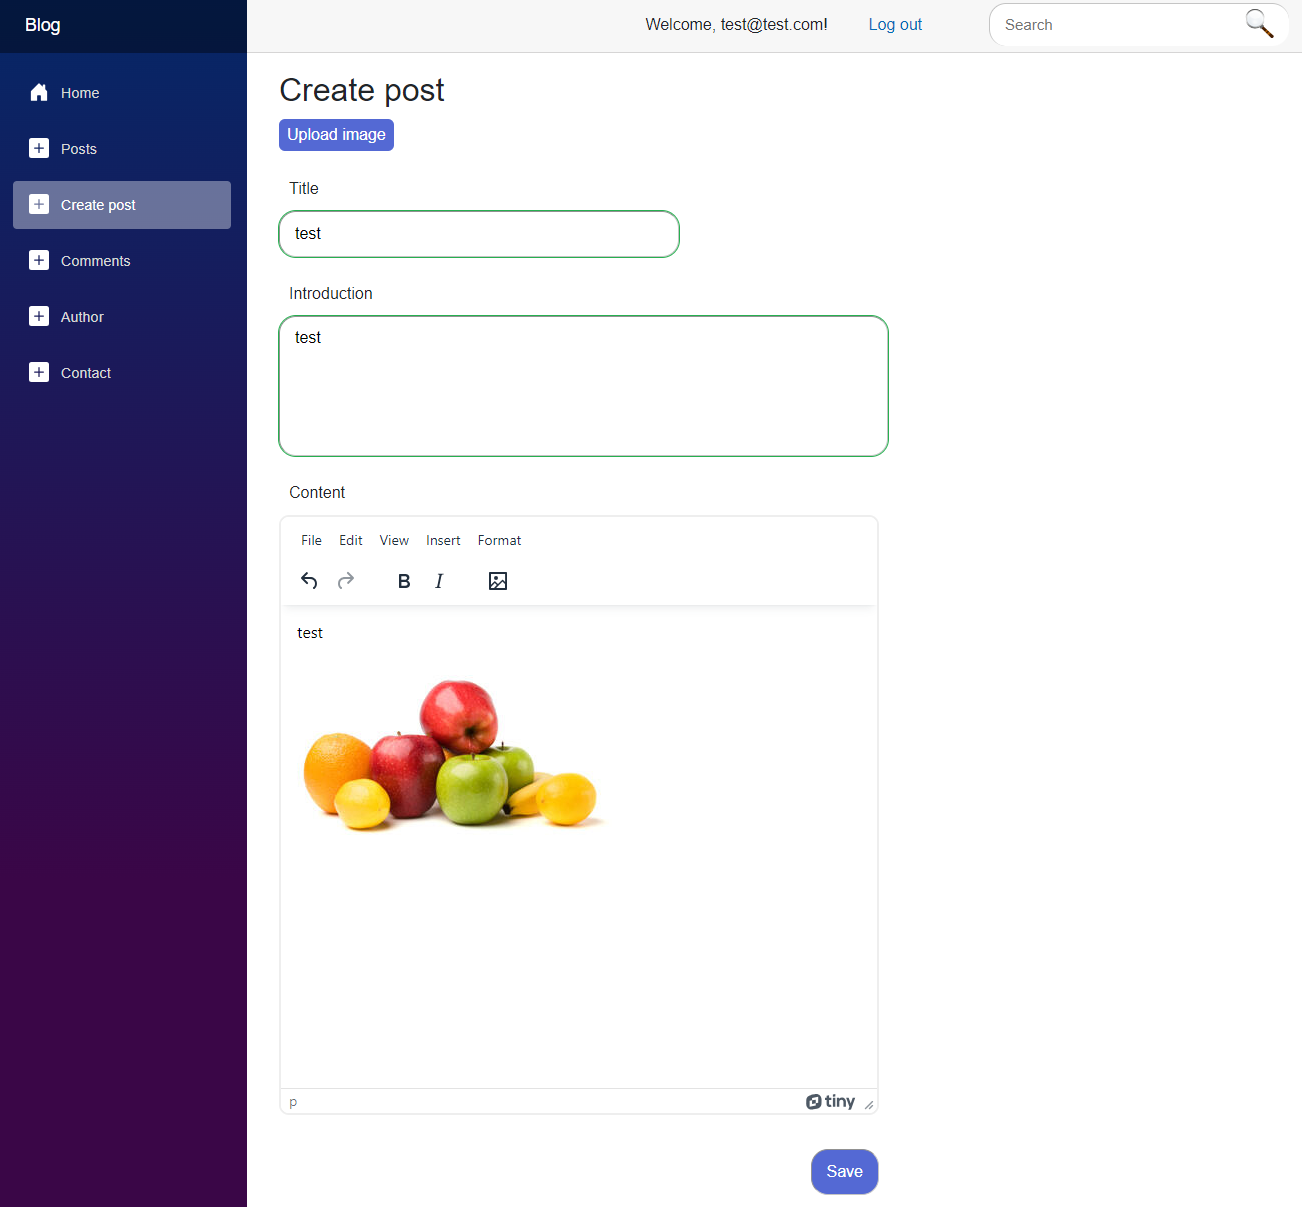 Blog
Welcome, test@test.com!
Log out
Search
Home
Posts
Create post
Comments
Author
Contact
Create post
Upload image
Title
test
Introduction
test
Content
File Edit View Insert Format
B I
test
p
tiny
Save